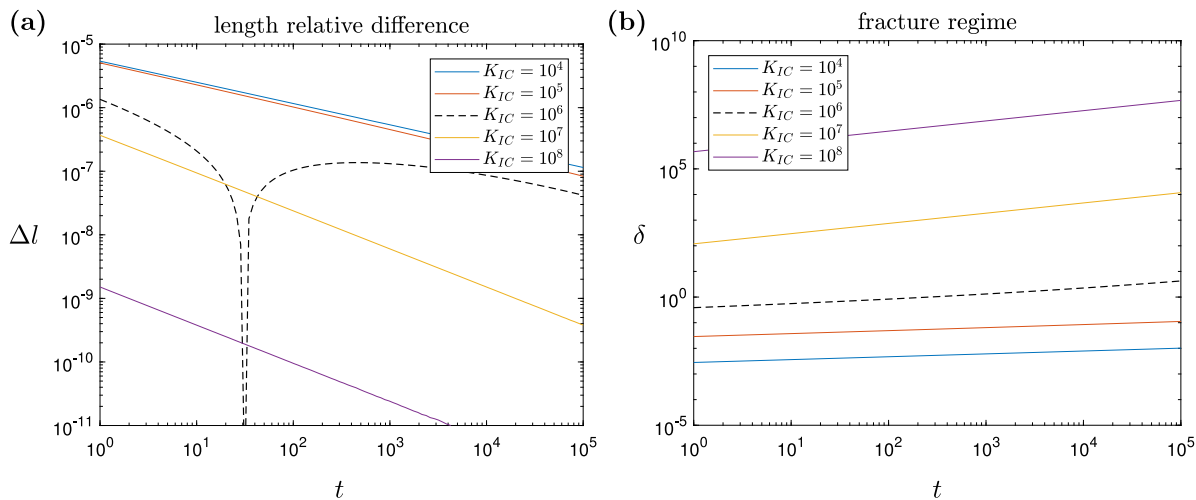 (a) length relative difference
10^-5
10^-6
10^-7
Δl
10^-8
10^-9
10^-10
10^-11
10^0 10^1 10^2 10^3 10^4 10^5
t
K_IC = 10^4
K_IC = 10^5
K_IC = 10^6
K_IC = 10^7
K_IC = 10^8
(b) fracture regime
10^10
10^5
δ
10^0
10^-5
10^0 10^1 10^2 10^3 10^4 10^5
t
K_IC = 10^4
K_IC = 10^5
K_IC = 10^6
K_IC = 10^7
K_IC = 10^8